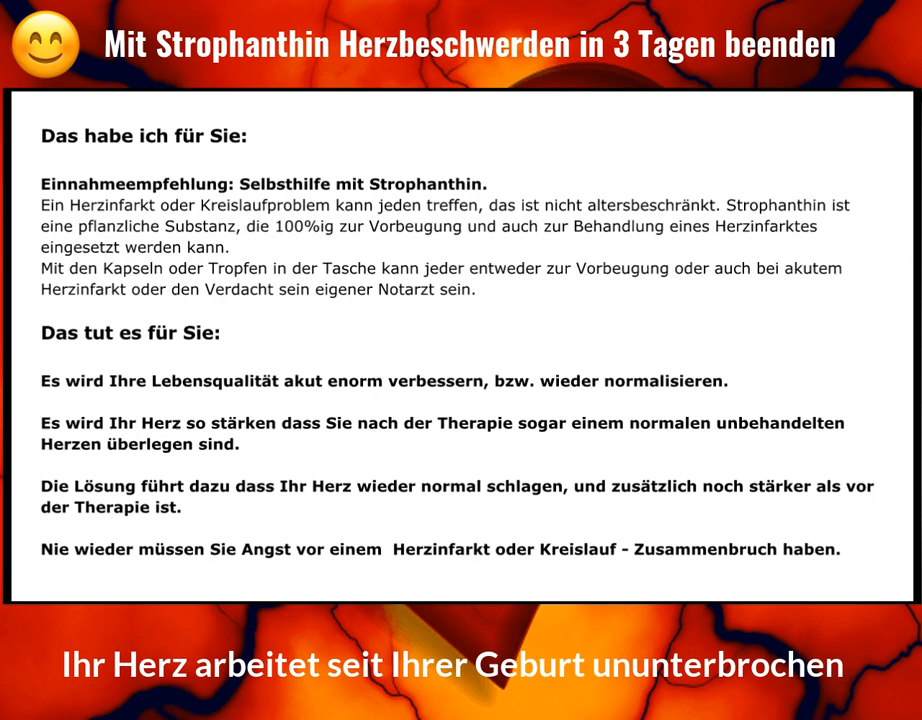 Mit Strophanthin Herzbeschwerden in 3 Tagen beenden
Das habe ich für Sie:
Einnahmeempfehlung: Selbsthilfe mit Strophanthin.
Ein Herzinfarkt oder Kreislaufproblem kann jeden treffen, das ist nicht altersbeschränkt. Strophanthin ist
eine pflanzliche Substanz, die 100%ig zur Vorbeugung und auch zur Behandlung eines Herzinfarktes
eingesetzt werden kann.
Mit den Kapseln oder Tropfen in der Tasche kann jeder entweder zur Vorbeugung oder auch bei akutem
Herzinfarkt oder den Verdacht sein eigener Notarzt sein.
Das tut es für Sie:
Es wird Ihre Lebensqualität akut enorm verbessern, bzw. wieder normalisieren.
Es wird Ihr Herz so stärken dass Sie nach der Therapie sogar einem normalen unbehandelten
Herzen überlegen sind.
Die Lösung führt dazu dass Ihr Herz wieder normal schlagen, und zusätzlich noch stärker als vor
der Therapie ist.
Nie wieder müssen Sie Angst vor einem  Herzinfarkt oder Kreislauf - Zusammenbruch haben.
Ihr Herz arbeitet seit Ihrer Geburt ununterbrochen